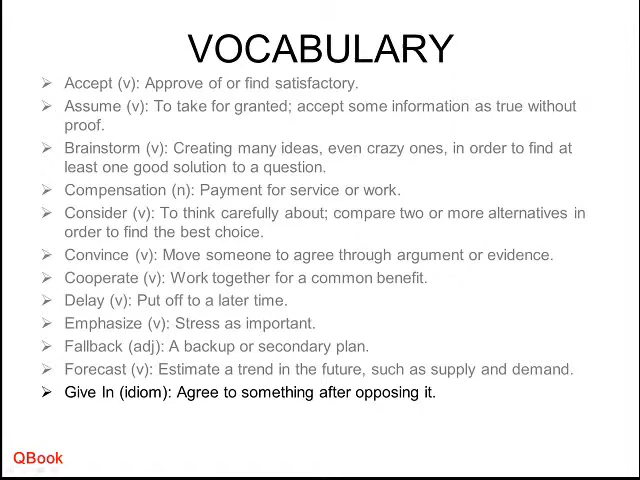 VOCABULARY
➢ Accept (v): Approve of or find satisfactory.
➢ Assume (v): To take for granted; accept some information as true without
proof.
➢ Brainstorm (v): Creating many ideas, even crazy ones, in order to find at
least one good solution to a question.
➢ Compensation (n): Payment for service or work.
➢ Consider (v): To think carefully about; compare two or more alternatives in
order to find the best choice.
➢ Convince (v): Move someone to agree through argument or evidence.
➢ Cooperate (v): Work together for a common benefit.
➢ Delay (v): Put off to a later time.
➢ Emphasize (v): Stress as important.
➢ Fallback (adj): A backup or secondary plan.
➢ Forecast (v): Estimate a trend in the future, such as supply and demand.
➢ Give In (idiom): Agree to something after opposing it.
QBook